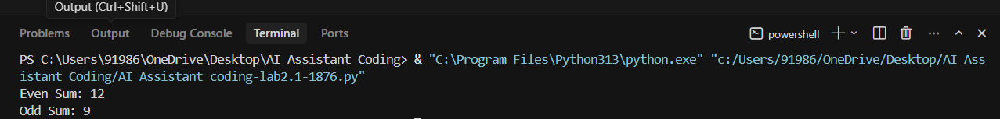 Output (Ctrl+Shift+U)
Problems Output Debug Console Terminal Ports powershell
PS C:\Users\91986\OneDrive\Desktop\AI Assistant Coding> & "C:\Program Files\Python313\python.exe" "c:/Users/91986/OneDrive/Desktop/AI Ass
istant Coding/AI Assistant coding-lab2.1-1876.py"
Even Sum: 12
Odd Sum: 9